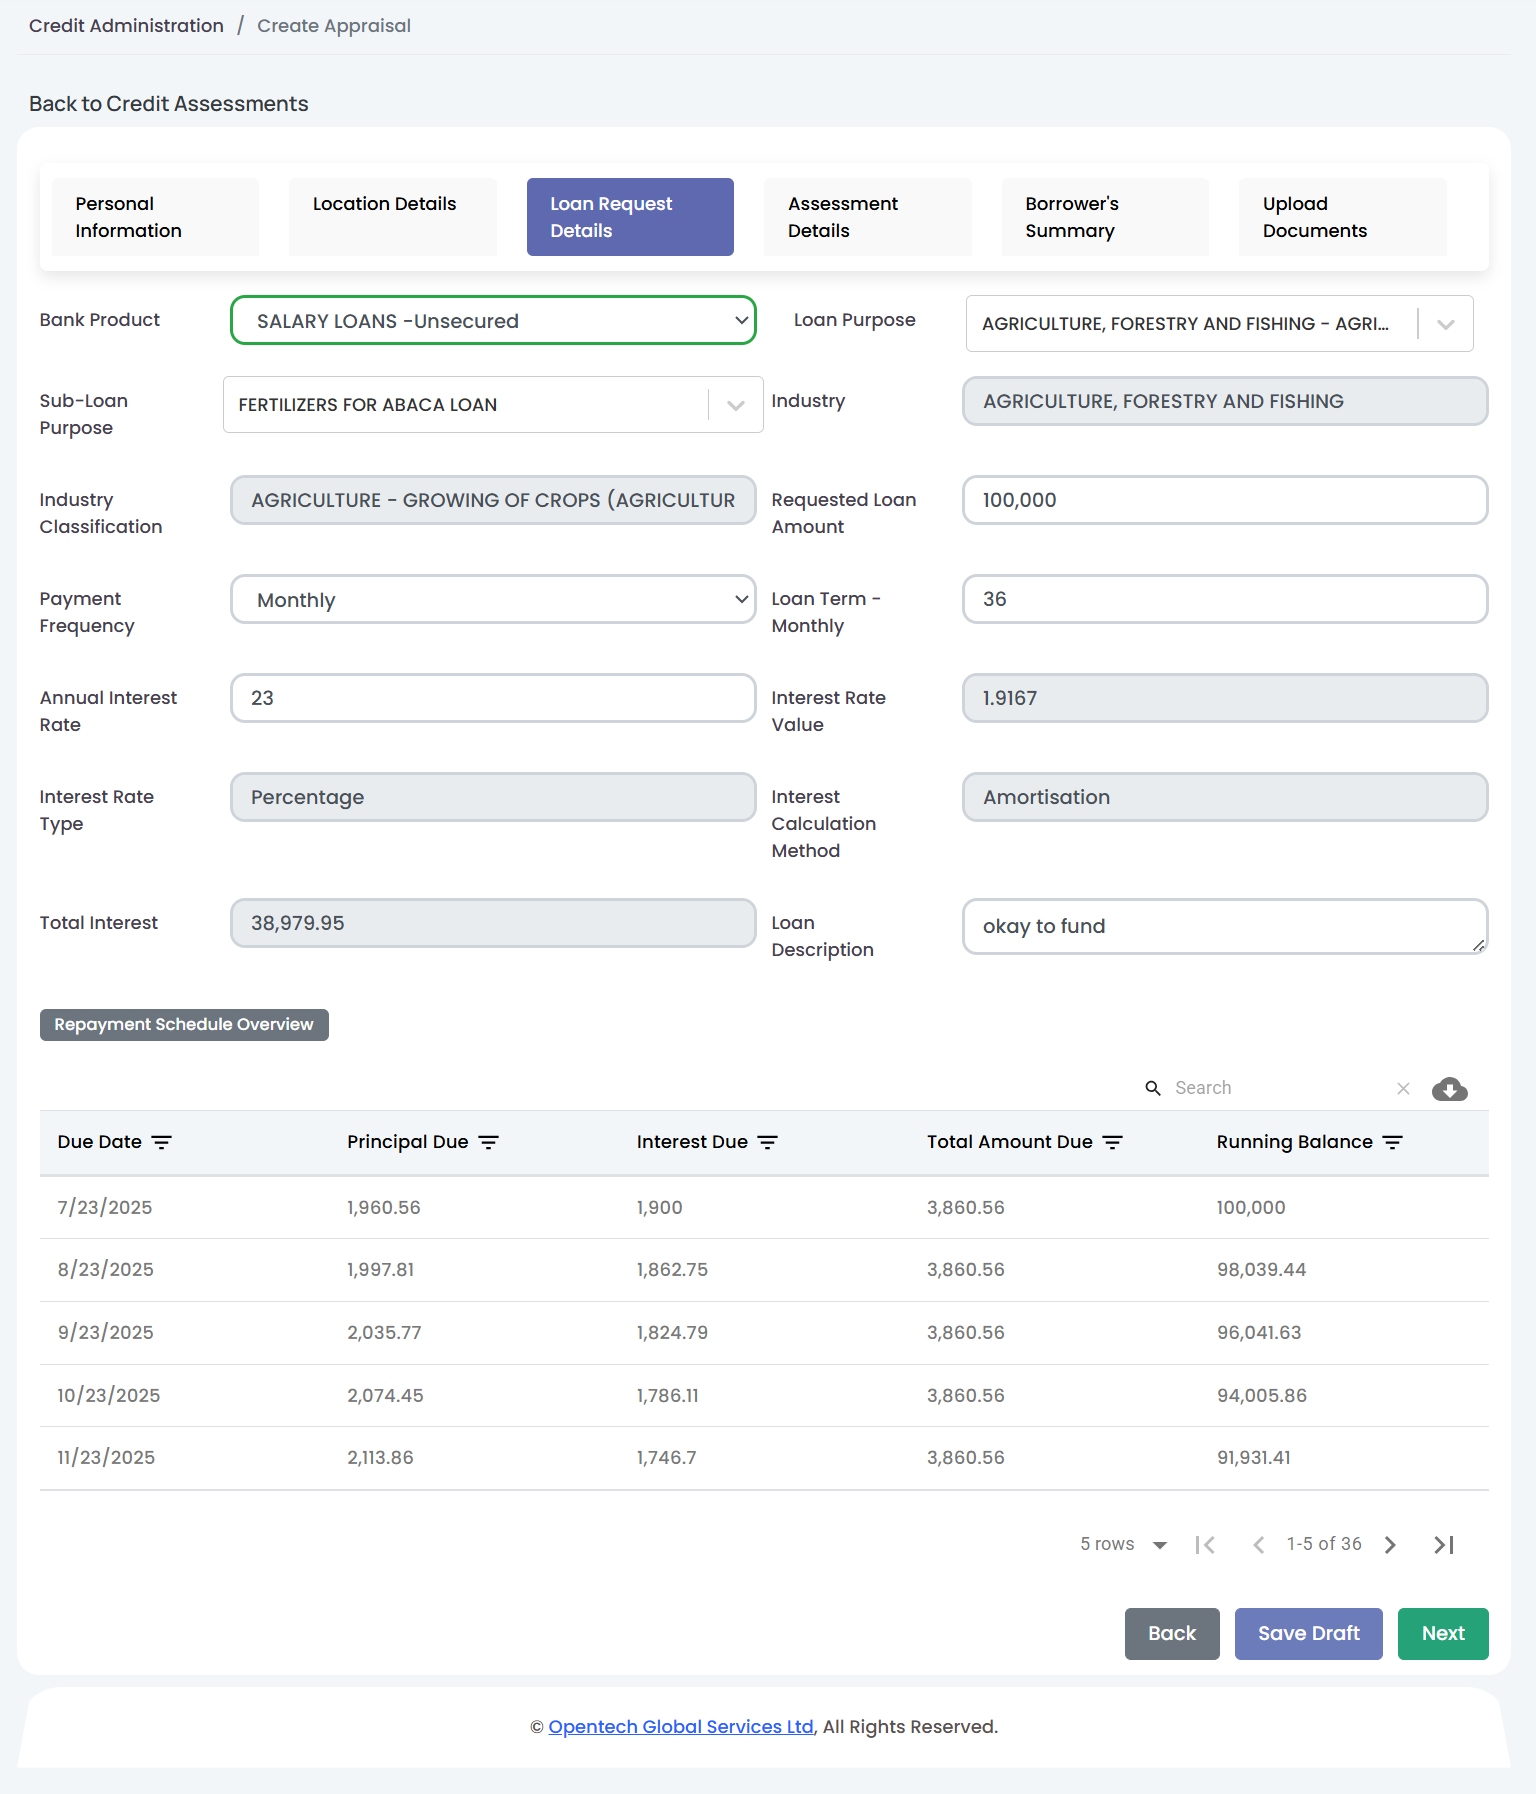 Credit Administration / Create Appraisal
Back to Credit Assessments
Personal Information
Location Details
Loan Request Details
Assessment Details
Borrower's Summary
Upload Documents
Bank Product
SALARY LOANS -Unsecured
Loan Purpose
AGRICULTURE, FORESTRY AND FISHING - AGRI...
Sub-Loan Purpose
FERTILIZERS FOR ABACA LOAN
Industry
AGRICULTURE, FORESTRY AND FISHING
Industry Classification
AGRICULTURE - GROWING OF CROPS (AGRICULTUR
Requested Loan Amount
100,000
Payment Frequency
Monthly
Loan Term - Monthly
36
Annual Interest Rate
23
Interest Rate Value
1.9167
Interest Rate Type
Percentage
Interest Calculation Method
Amortisation
Total Interest
38,979.95
Loan Description
okay to fund
Repayment Schedule Overview
Search
Due Date Principal Due Interest Due Total Amount Due Running Balance
7/23/2025 1,960.56 1,900 3,860.56 100,000
8/23/2025 1,997.81 1,862.75 3,860.56 98,039.44
9/23/2025 2,035.77 1,824.79 3,860.56 96,041.63
10/23/2025 2,074.45 1,786.11 3,860.56 94,005.86
11/23/2025 2,113.86 1,746.7 3,860.56 91,931.41
5 rows 1-5 of 36
Back Save Draft Next
© Opentech Global Services Ltd, All Rights Reserved.